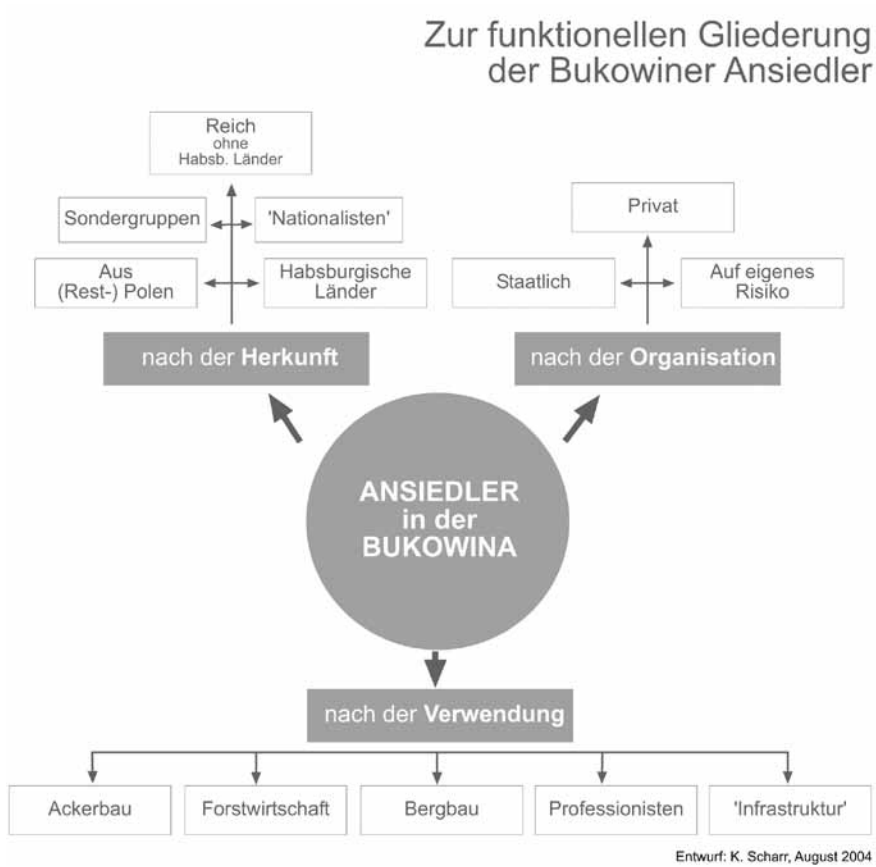 Zur funktionellen Gliederung
der Bukowiner Ansiedler
Reich
ohne
Habsb. Länder
Sondergruppen
'Nationalisten'
Aus
(Rest-) Polen
Habsburgische
Länder
nach der Herkunft
Privat
Staatlich
Auf eigenes
Risiko
nach der Organisation
ANSIEDLER
in der
BUKOWINA
nach der Verwendung
Ackerbau
Forstwirtschaft
Bergbau
Professionisten
'Infrastruktur'
Entwurf: K. Scharr, August 2004